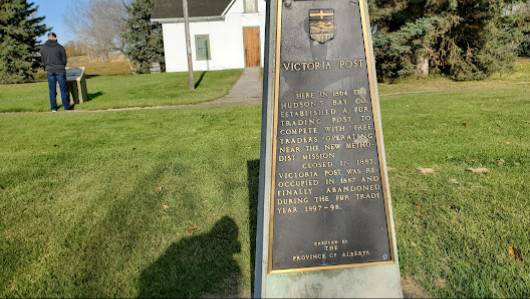 VICTORIA POST
HERE IN 1864 THE
HUDSON'S BAY CO.
ESTABLISHED A FUR
TRADING POST TO
COMPETE WITH FREE
TRADERS OPERATING
NEAR THE NEW METHO-
DIST MISSION
CLOSED IN 1883,
VICTORIA POST WAS RE-
OCCUPIED IN 1887 AND
FINALLY ABANDONED
DURING THE FUR TRADE
YEAR 1897-98.
THE
PROVINCE OF ALBERTA